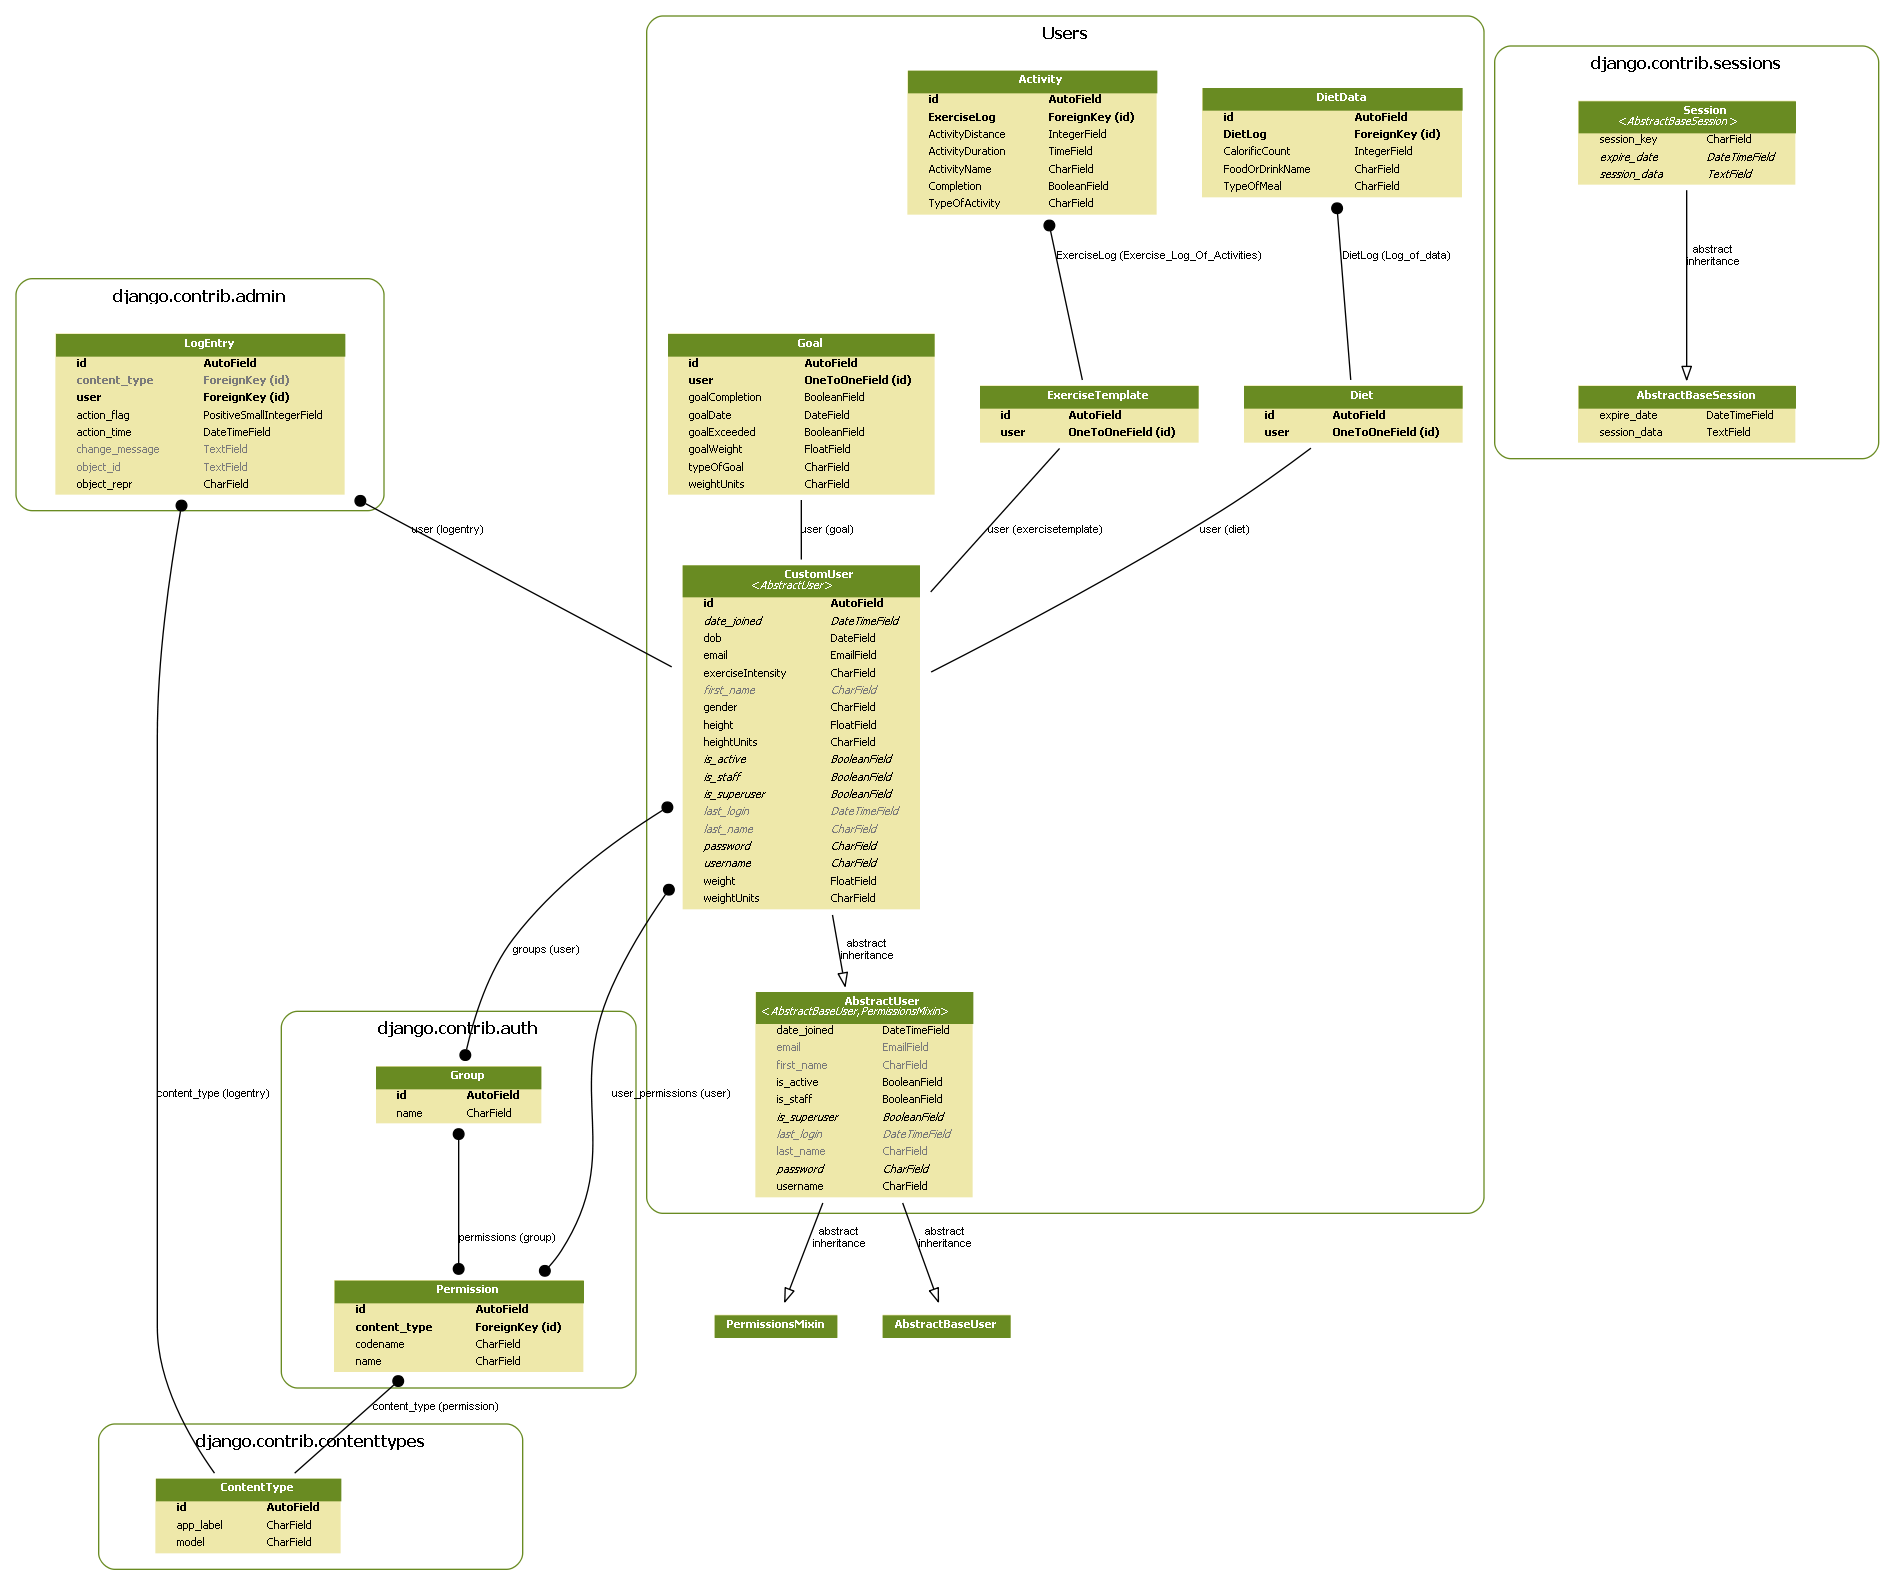 Users
Activity
id AutoField
ExerciseLog ForeignKey (id)
ActivityDistance IntegerField
ActivityDuration TimeField
ActivityName CharField
Completion BooleanField
TypeOfActivity CharField
DietData
id AutoField
DietLog ForeignKey (id)
CalorificCount IntegerField
FoodOrDrinkName CharField
TypeOfMeal CharField
ExerciseLog (Exercise_Log_Of_Activities)
DietLog (Log_of_data)
django.contrib.sessions
Session
<AbstractBaseSession>
session_key CharField
expire_date DateTimeField
session_data TextField
abstract
inheritance
AbstractBaseSession
expire_date DateTimeField
session_data TextField
django.contrib.admin
LogEntry
id AutoField
content_type ForeignKey (id)
user ForeignKey (id)
action_flag PositiveSmallIntegerField
action_time DateTimeField
change_message TextField
object_id TextField
object_repr CharField
Goal
id AutoField
user OneToOneField (id)
goalCompletion BooleanField
goalDate DateField
goalExceeded BooleanField
goalWeight FloatField
typeOfGoal CharField
weightUnits CharField
ExerciseTemplate
id AutoField
user OneToOneField (id)
Diet
id AutoField
user OneToOneField (id)
user (logentry)
user (goal)
user (exercisetemplate)
user (diet)
CustomUser
<AbstractUser>
id AutoField
date_joined DateTimeField
dob DateField
email EmailField
exerciseIntensity CharField
first_name CharField
gender CharField
height FloatField
heightUnits CharField
is_active BooleanField
is_staff BooleanField
is_superuser BooleanField
last_login DateTimeField
last_name CharField
password CharField
username CharField
weight FloatField
weightUnits CharField
groups (user)
abstract
inheritance
AbstractUser
<AbstractBaseUser,PermissionsMixin>
date_joined DateTimeField
email EmailField
first_name CharField
is_active BooleanField
is_staff BooleanField
is_superuser BooleanField
last_login DateTimeField
last_name CharField
password CharField
username CharField
django.contrib.auth
Group
id AutoField
name CharField
content_type (logentry)
user_permissions (user)
permissions (group)
abstract
inheritance
abstract
inheritance
Permission
id AutoField
content_type ForeignKey (id)
codename CharField
name CharField
PermissionsMixin
AbstractBaseUser
content_type (permission)
django.contrib.contenttypes
ContentType
id AutoField
app_label CharField
model CharField